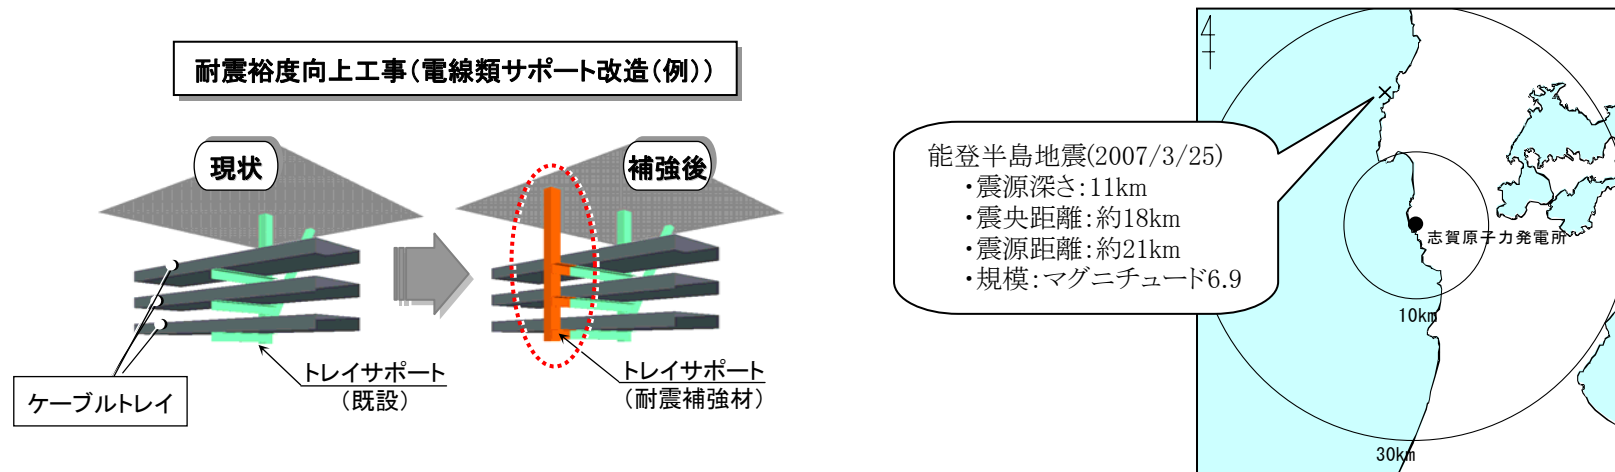 耐震裕度向上工事(電線類サポート改造(例))
現状
補強後
トレイサポート
(既設)
トレイサポート
(耐震補強材)
ケーブルトレイ
能登半島地震(2007/3/25)
・震源深さ:11km
・震央距離:約18km
・震源距離:約21km
・規模:マグニチュード6.9
志賀原子力発電所
10km
30km